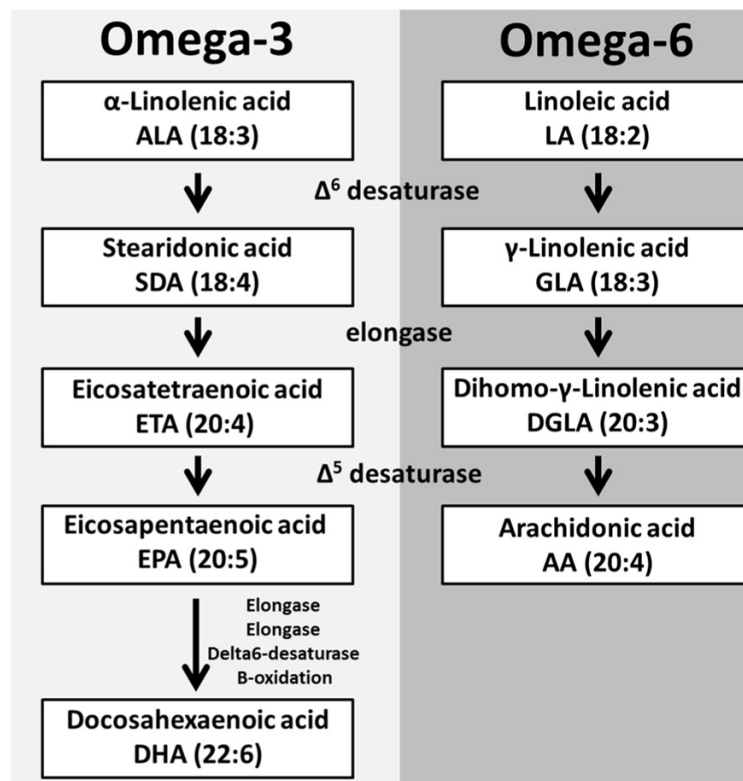 Omega-3
Omega-6
α-Linolenic acid
ALA (18:3)
Linoleic acid
LA (18:2)
Δ⁶ desaturase
Stearidonic acid
SDA (18:4)
γ-Linolenic acid
GLA (18:3)
elongase
Eicosatetraenoic acid
ETA (20:4)
Dihomo-γ-Linolenic acid
DGLA (20:3)
Δ⁵ desaturase
Eicosapentaenoic acid
EPA (20:5)
Arachidonic acid
AA (20:4)
Elongase
Elongase
Delta6-desaturase
B-oxidation
Docosahexaenoic acid
DHA (22:6)